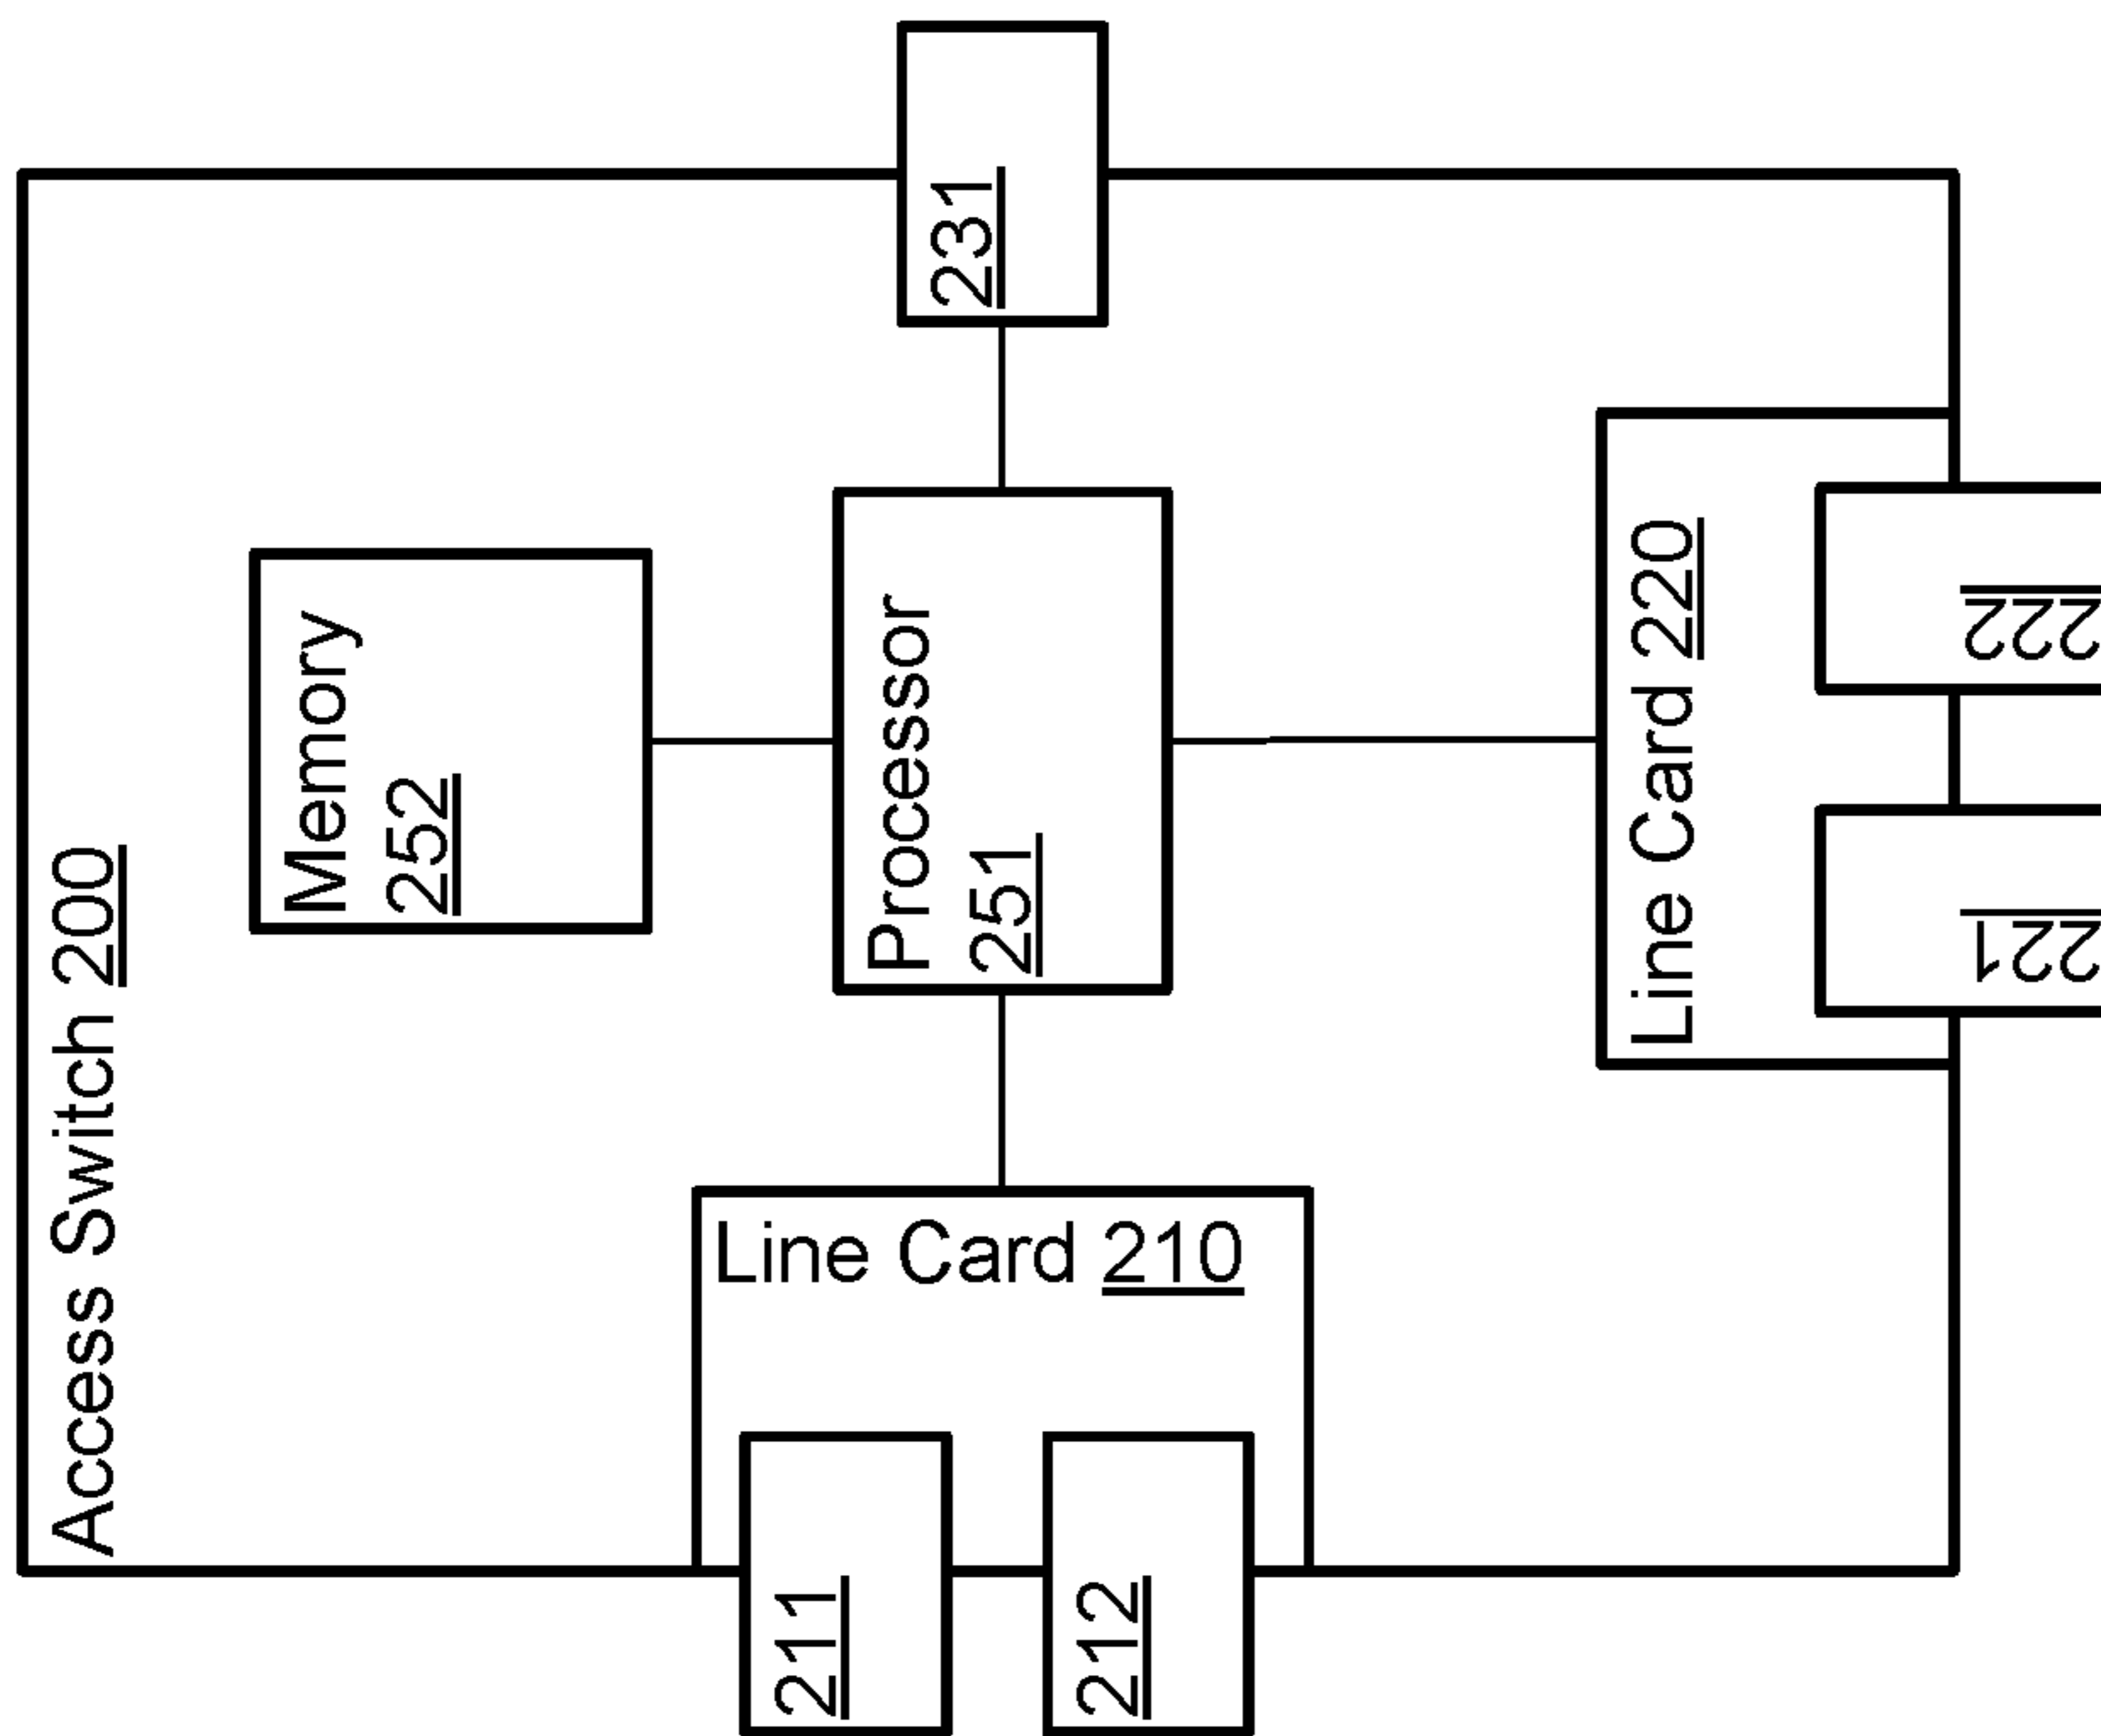 Access Switch 200
Memory
252
Processor
251
231
Line Card 210
211
212
Line Card 220
221
222